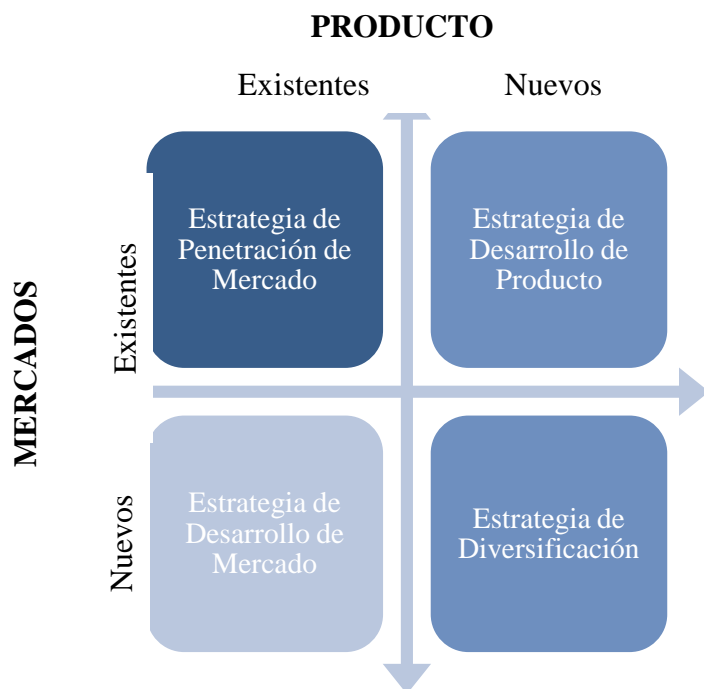 PRODUCTO
Existentes
Nuevos
MERCADOS
Existentes
Estrategia de
Penetración de
Mercado
Estrategia de
Desarrollo de
Producto
Nuevos
Estrategia de
Desarrollo de
Mercado
Estrategia de
Diversificación